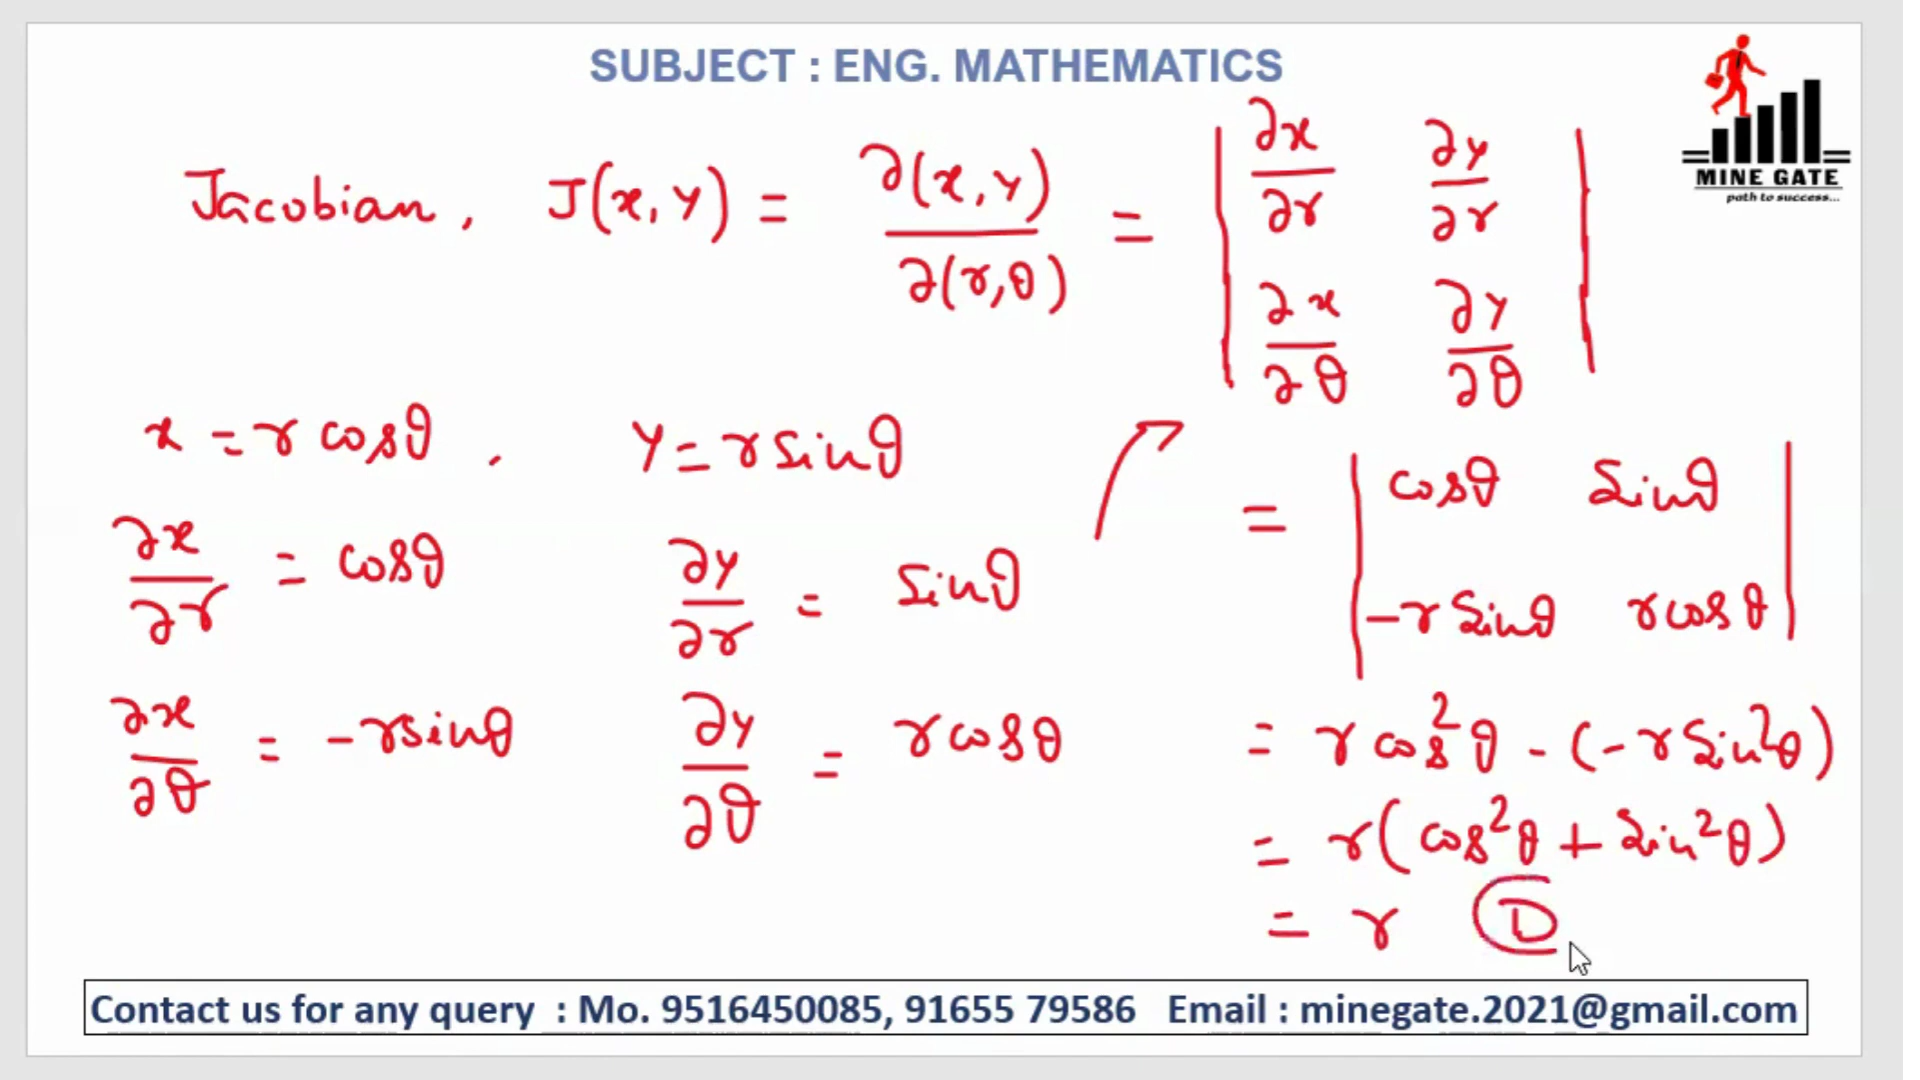 SUBJECT : ENG. MATHEMATICS
MINE GATE
path to success...
Jacobian, J(x, y) = ∂(x, y) / ∂(r, θ) = | ∂x/∂r ∂y/∂r |
| ∂x/∂θ ∂y/∂θ |
x = r cosθ , y = r sinθ
∂x/∂r = cosθ ∂y/∂r = sinθ
∂x/∂θ = -r sinθ ∂y/∂θ = r cosθ
= | cosθ sinθ |
| -r sinθ r cosθ |
= r cos²θ - (-r sin²θ)
= r(cos²θ + sin²θ)
= r D
Contact us for any query : Mo. 9516450085, 91655 79586 Email : minegate.2021@gmail.com